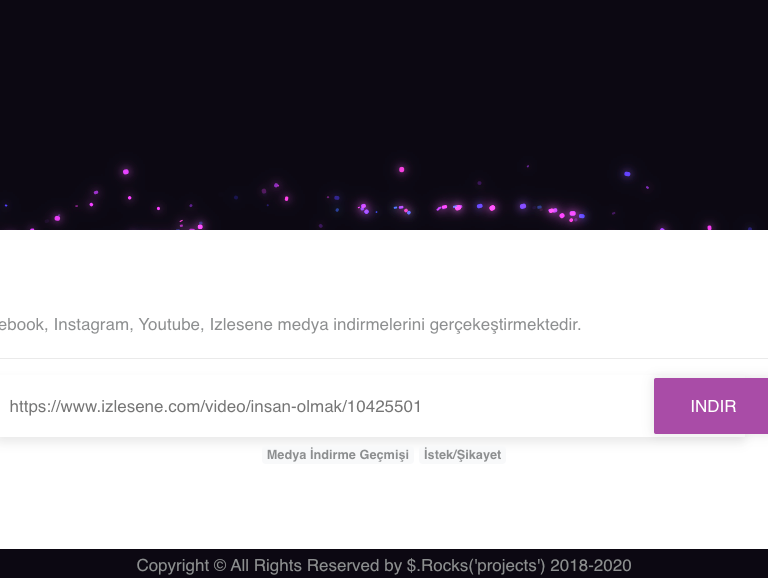 ebook, Instagram, Youtube, Izlesene medya indirmelerini gerçekeştirmektedir.
https://www.izlesene.com/video/insan-olmak/10425501
INDIR
Medya İndirme Geçmişi İstek/Şikayet
Copyright © All Rights Reserved by $.Rocks('projects') 2018-2020